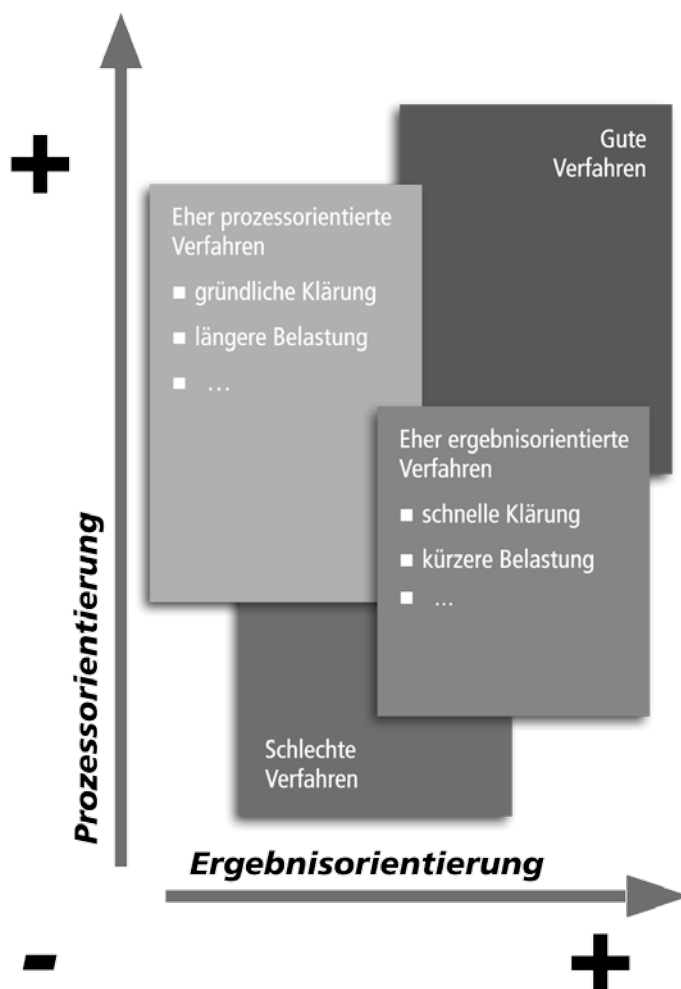 +
Gute
Verfahren
Eher prozessorientierte
Verfahren
■ gründliche Klärung
■ längere Belastung
■ ...
Eher ergebnisorientierte
Verfahren
■ schnelle Klärung
■ kürzere Belastung
■ ...
Schlechte
Verfahren
Prozessorientierung
Ergebnisorientierung
-
+